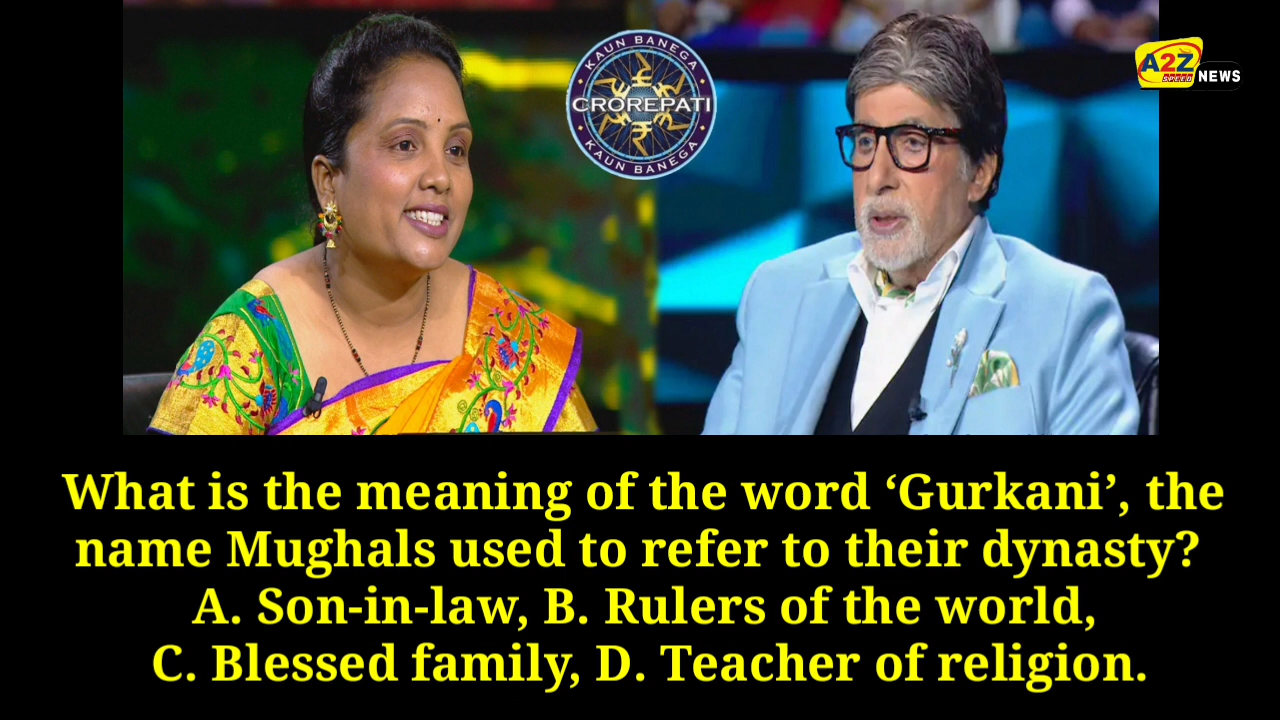 KAUN BANEGA
CROREPATI
KAUN BANEGA
A2Z
SPEED
NEWS
What is the meaning of the word ‘Gurkani’, the
name Mughals used to refer to their dynasty?
A. Son-in-law, B. Rulers of the world,
C. Blessed family, D. Teacher of religion.